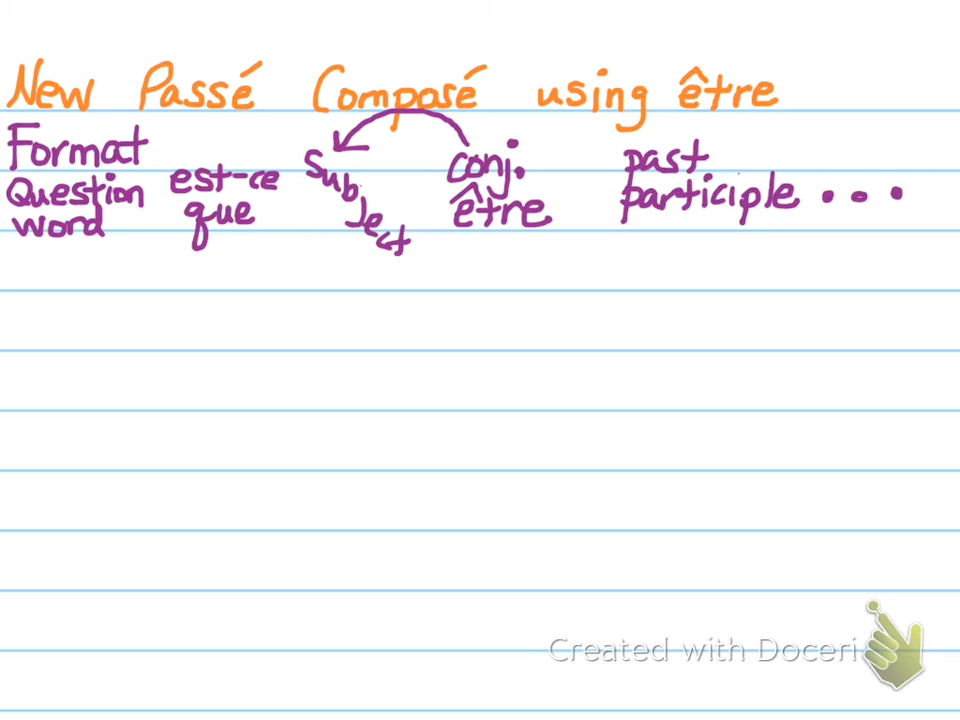 New Passé Composé using être
Format
Question word est-ce que subject conj. être past participle ...
Created with Doceri